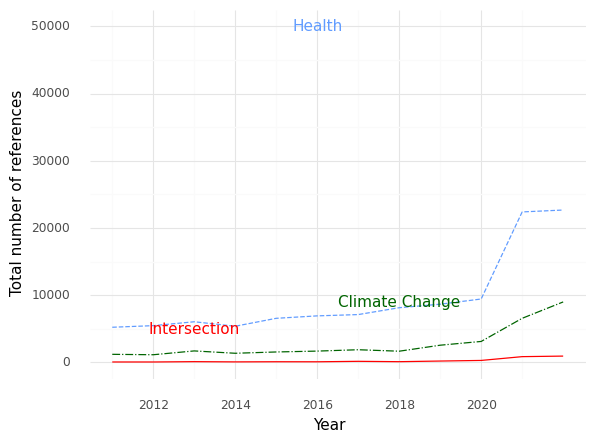 50000
Health
40000
30000
20000
Climate Change
10000
Intersection
0
2012 2014 2016 2018 2020
Year
Total number of references